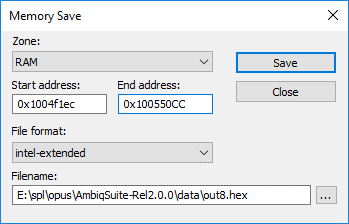 Memory Save
Zone:
RAM
Save
Start address:
End address:
Close
0x1004f1ec
0x100550CC
File format:
intel-extended
Filename:
E:\spl\opus\AmbiqSuite-Rel2.0.0\data\out8.hex
...